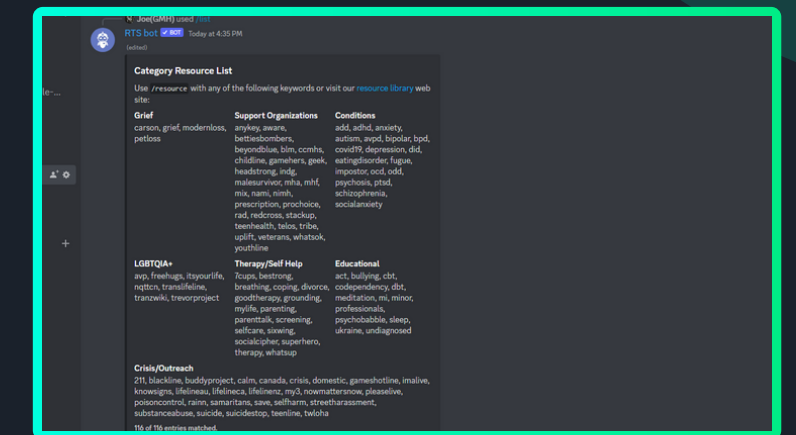 Joe(GMH) used /list
RTS bot ✓ BOT Today at 4:35 PM
(edited)
le-...
Category Resource List
Use /resource with any of the following keywords or visit our resource library web
site:
Grief
carson, grief, modernloss,
petloss
Support Organizations
anykey, aware,
bettiesbombers,
beyondblue, blm, ccmhs,
childline, gamehers, geek,
headstrong, indg,
malesurvivor, mha, mhf,
mix, nami, nimh,
prescription, prochoice,
rad, redcross, stackup,
teenhealth, telos, tribe,
uplift, veterans, whatsok,
youthline
Conditions
add, adhd, anxiety,
autism, avpd, bipolar, bpd,
covid19, depression, did,
eatingdisorder, fugue,
impostor, ocd, odd,
psychosis, ptsd,
schizophrenia,
socialanxiety
LGBTQIA+
avp, freehugs, itsyourlife,
nqttcn, translifeline,
tranzwiki, trevorproject
Therapy/Self Help
7cups, bestrong,
breathing, coping, divorce,
goodtherapy, grounding,
mylife, parenting,
parenttalk, screening,
selfcare, sixwing,
socialcipher, superhero,
therapy, whatsup
Educational
act, bullying, cbt,
codependency, dbt,
meditation, mi, minor,
professionals,
psychobabble, sleep,
ukraine, undiagnosed
Crisis/Outreach
211, blackline, buddyproject, calm, canada, crisis, domestic, gameshotline, imalive,
knowsigns, lifelineau, lifelineca, lifelinenz, my3, nowmattersnow, pleaselive,
poisoncontrol, rainn, samaritans, save, selfharm, streetharassment,
substanceabuse, suicide, suicidestop, teenline, twloha
116 of 116 entries matched.